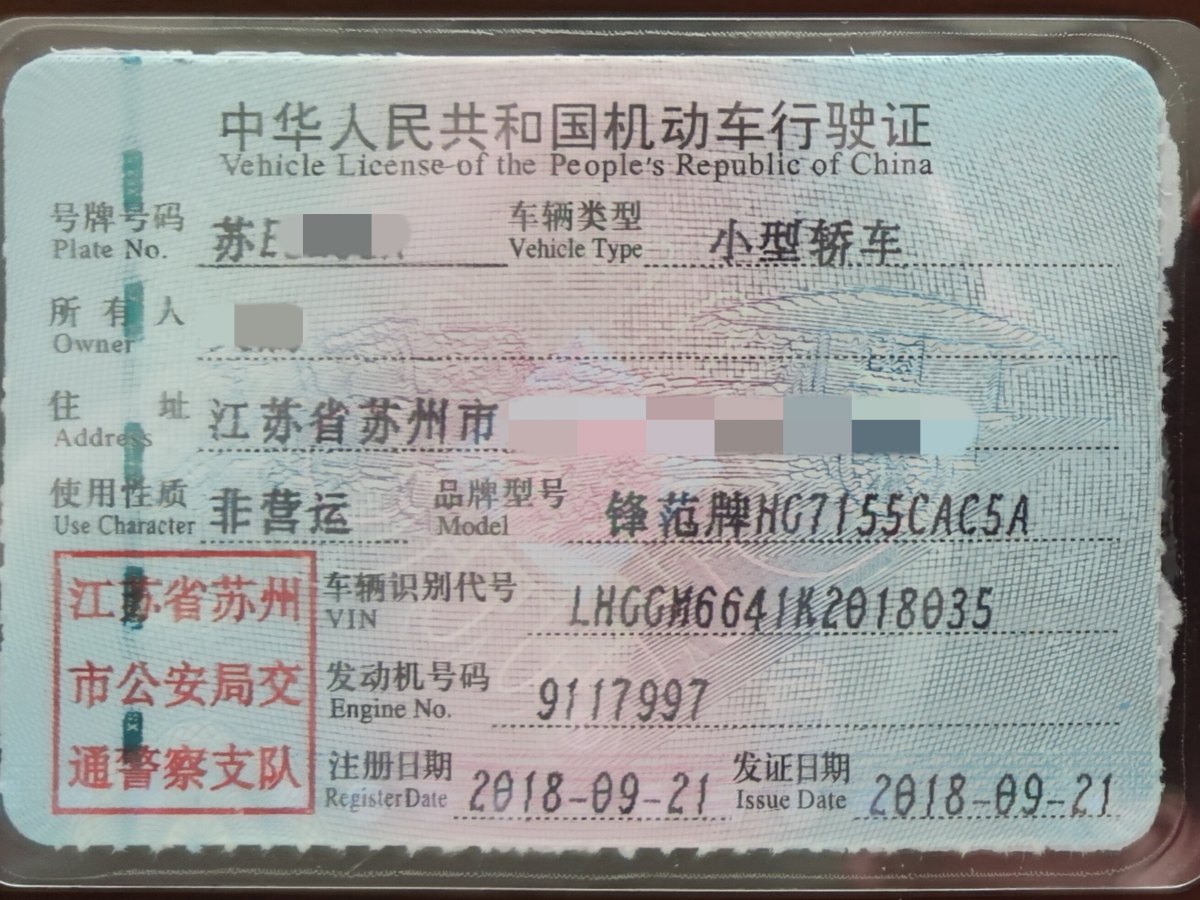 中华人民共和国机动车行驶证
Vehicle License of the People's Republic of China
号牌号码 苏E 车辆类型 小型轿车
Plate No. Vehicle Type
所有人
Owner
住址 江苏省苏州市
Address
使用性质 非营运 品牌型号 锋范牌HG7155CAC5A
Use Character Model
江苏省苏州
市公安局交
通警察支队
车辆识别代号 LHGGM6641K2018035
VIN
发动机号码 9117997
Engine No.
注册日期 2018-09-21 发证日期 2018-09-21
Register Date Issue Date